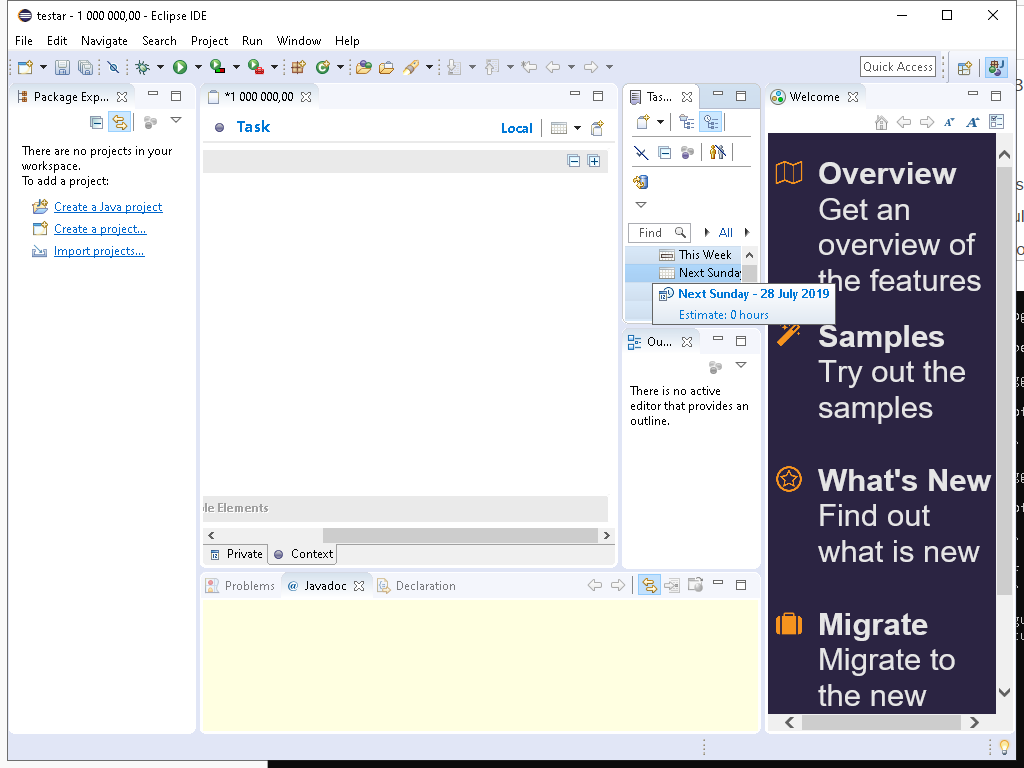 testar - 1 000 000,00 - Eclipse IDE
File Edit Navigate Search Project Run Window Help
Quick Access
Package Exp...
*1 000 000,00
Tas...
Welcome
There are no projects in your
workspace.
To add a project:
Create a Java project
Create a project...
Import projects...
Task
Local
le Elements
Private
Context
Find
All
This Week
Next Sunday
Next Sunday - 28 July 2019
Estimate: 0 hours
Ou...
There is no active
editor that provides an
outline.
Overview
Get an
overview of
the features
Samples
Try out the
samples
What's New
Find out
what is new
Migrate
Migrate to
the new
Problems
@ Javadoc
Declaration